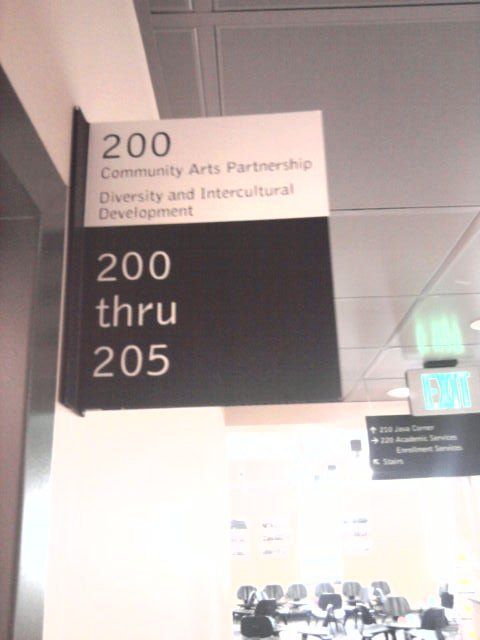 200
Community Arts Partnership
Diversity and Intercultural
Development
200
thru
205
EXIT
↑ 210 Java Corner
→ 220 Academic Services
Enrollment Services
↖ Stairs